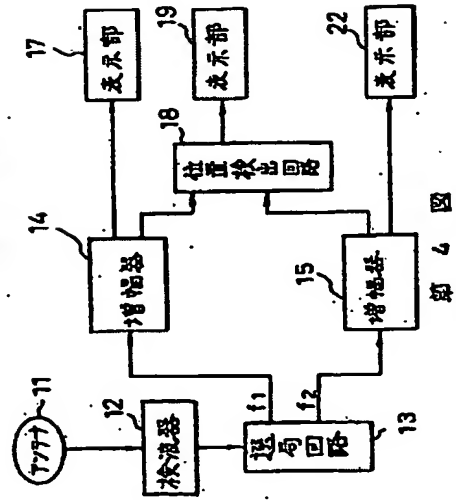 11
アンテナ
12
検波器
13
選局回路
f₁
f₂
14
増幅器
15
増幅器
18
位置検出回路
17
表示部
19
表示部
22
表示部
第 4 図